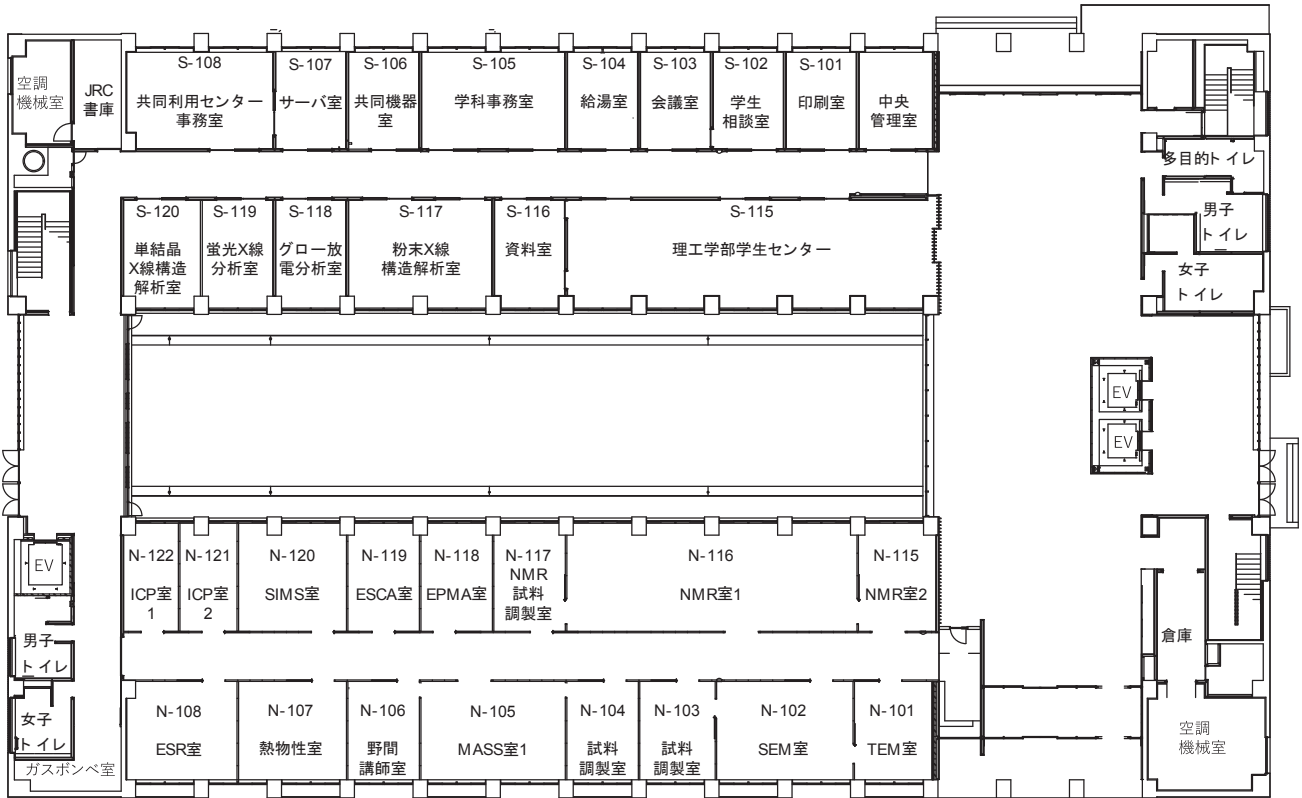 空調
機械室
JRC
書庫
S-108
共同利用センター
事務室
S-107
サーバ室
S-106
共同機器
室
S-105
学科事務室
S-104
給湯室
S-103
会議室
S-102
学生
相談室
S-101
印刷室
中央
管理室
多目的トイレ
男子
トイレ
女子
トイレ
S-120
単結晶
X線構造
解析室
S-119
蛍光X線
分析室
S-118
グロー放
電分析室
S-117
粉末X線
構造解析室
S-116
資料室
S-115
理工学部学生センター
EV
EV
EV
N-122
ICP室
1
N-121
ICP室
2
N-120
SIMS室
N-119
ESCA室
N-118
EPMA室
N-117
NMR
試料
調製室
N-116
NMR室1
N-115
NMR室2
倉庫
男子
トイレ
女子
トイレ
ガスボンベ室
N-108
ESR室
N-107
熱物性室
N-106
野間
講師室
N-105
MASS室1
N-104
試料
調製室
N-103
試料
調製室
N-102
SEM室
N-101
TEM室
空調
機械室